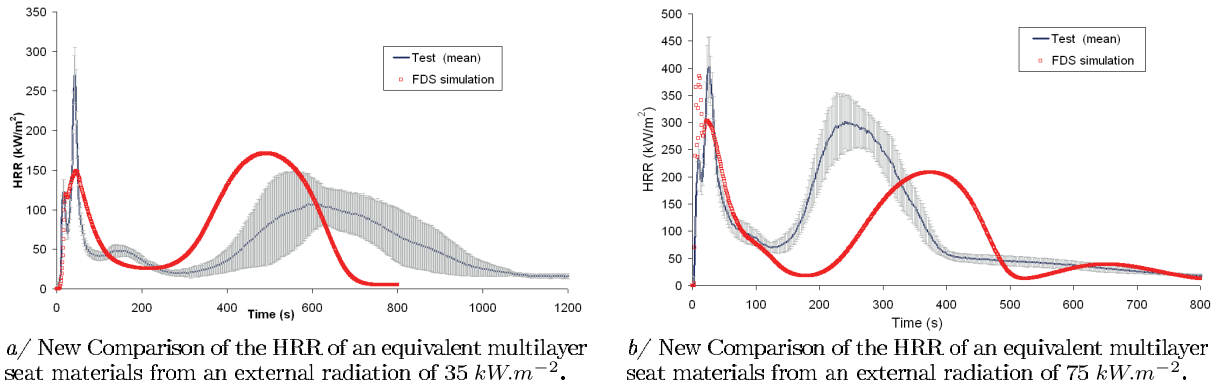 350
300
250
200
150
100
50
0
HRR (kW/m²)
0 200 400 600 800 1000 1200
Time (s)
Test (mean)
FDS simulation
a/ New Comparison of the HRR of an equivalent multilayer
seat materials from an external radiation of 35 kW.m⁻².
500
450
400
350
300
250
200
150
100
50
0
HRR (kW/m²)
0 100 200 300 400 500 600 700 800
Time (s)
Test (mean)
FDS simulation
b/ New Comparison of the HRR of an equivalent multilayer
seat materials from an external radiation of 75 kW.m⁻².